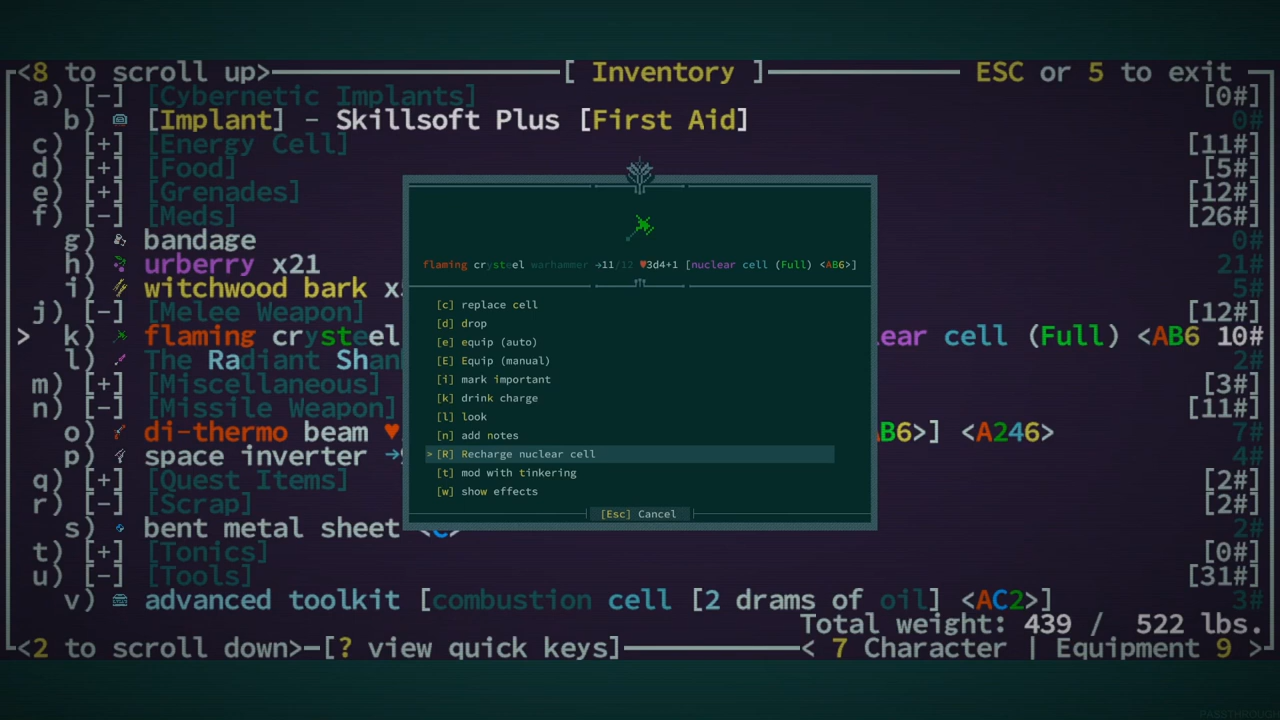 <8 to scroll up> [ Inventory ] ESC or 5 to exit
a) [-] [Cybernetic Implants] [0#]
b) [Implant] - Skillsoft Plus [First Aid] 0#
c) [+] [Energy Cell] [11#]
d) [+] [Food] [5#]
e) [+] [Grenades] [12#]
f) [-] [Meds] [26#]
g) bandage 0#
h) urberry x21 21#
i) witchwood bark x 5#
j) [-] [Melee Weapon] [12#]
> k) flaming crysteel lear cell (Full) <AB6 10#
l) The Radiant Shan 2#
m) [+] [Miscellaneous] [3#]
n) [-] [Missile Weapon] [11#]
o) di-thermo beam ♥ AB6>] <A246> 7#
p) space inverter → 4#
q) [+] [Quest Items] [2#]
r) [-] [Scrap] [2#]
s) bent metal sheet <C> 2#
t) [+] [Tonics] [0#]
u) [-] [Tools] [31#]
v) advanced toolkit [combustion cell [2 drams of oil] <AC2>] 3#
Total weight: 439 / 522 lbs.
<2 to scroll down> [? view quick keys] < 7 Character | Equipment 9 >
flaming crysteel warhammer →11/12 ♥3d4+1 [nuclear cell (Full) <AB6>]
[c] replace cell
[d] drop
[e] equip (auto)
[E] Equip (manual)
[i] mark important
[k] drink charge
[l] look
[n] add notes
> [R] Recharge nuclear cell
[t] mod with tinkering
[w] show effects
[Esc] Cancel